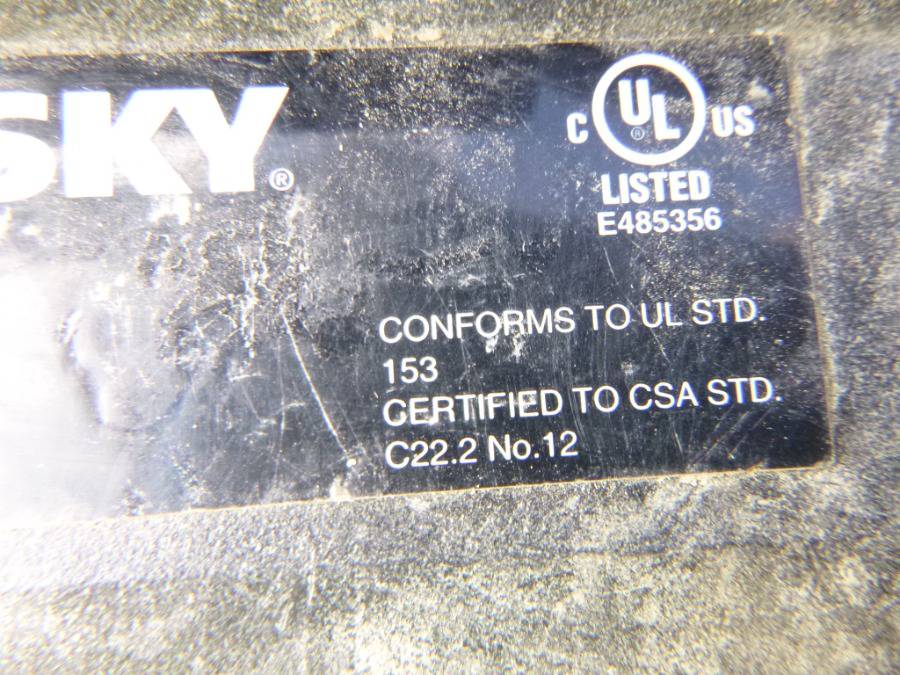 SKY®
C UL® US
LISTED
E485356
CONFORMS TO UL STD.
153
CERTIFIED TO CSA STD.
C22.2 No.12